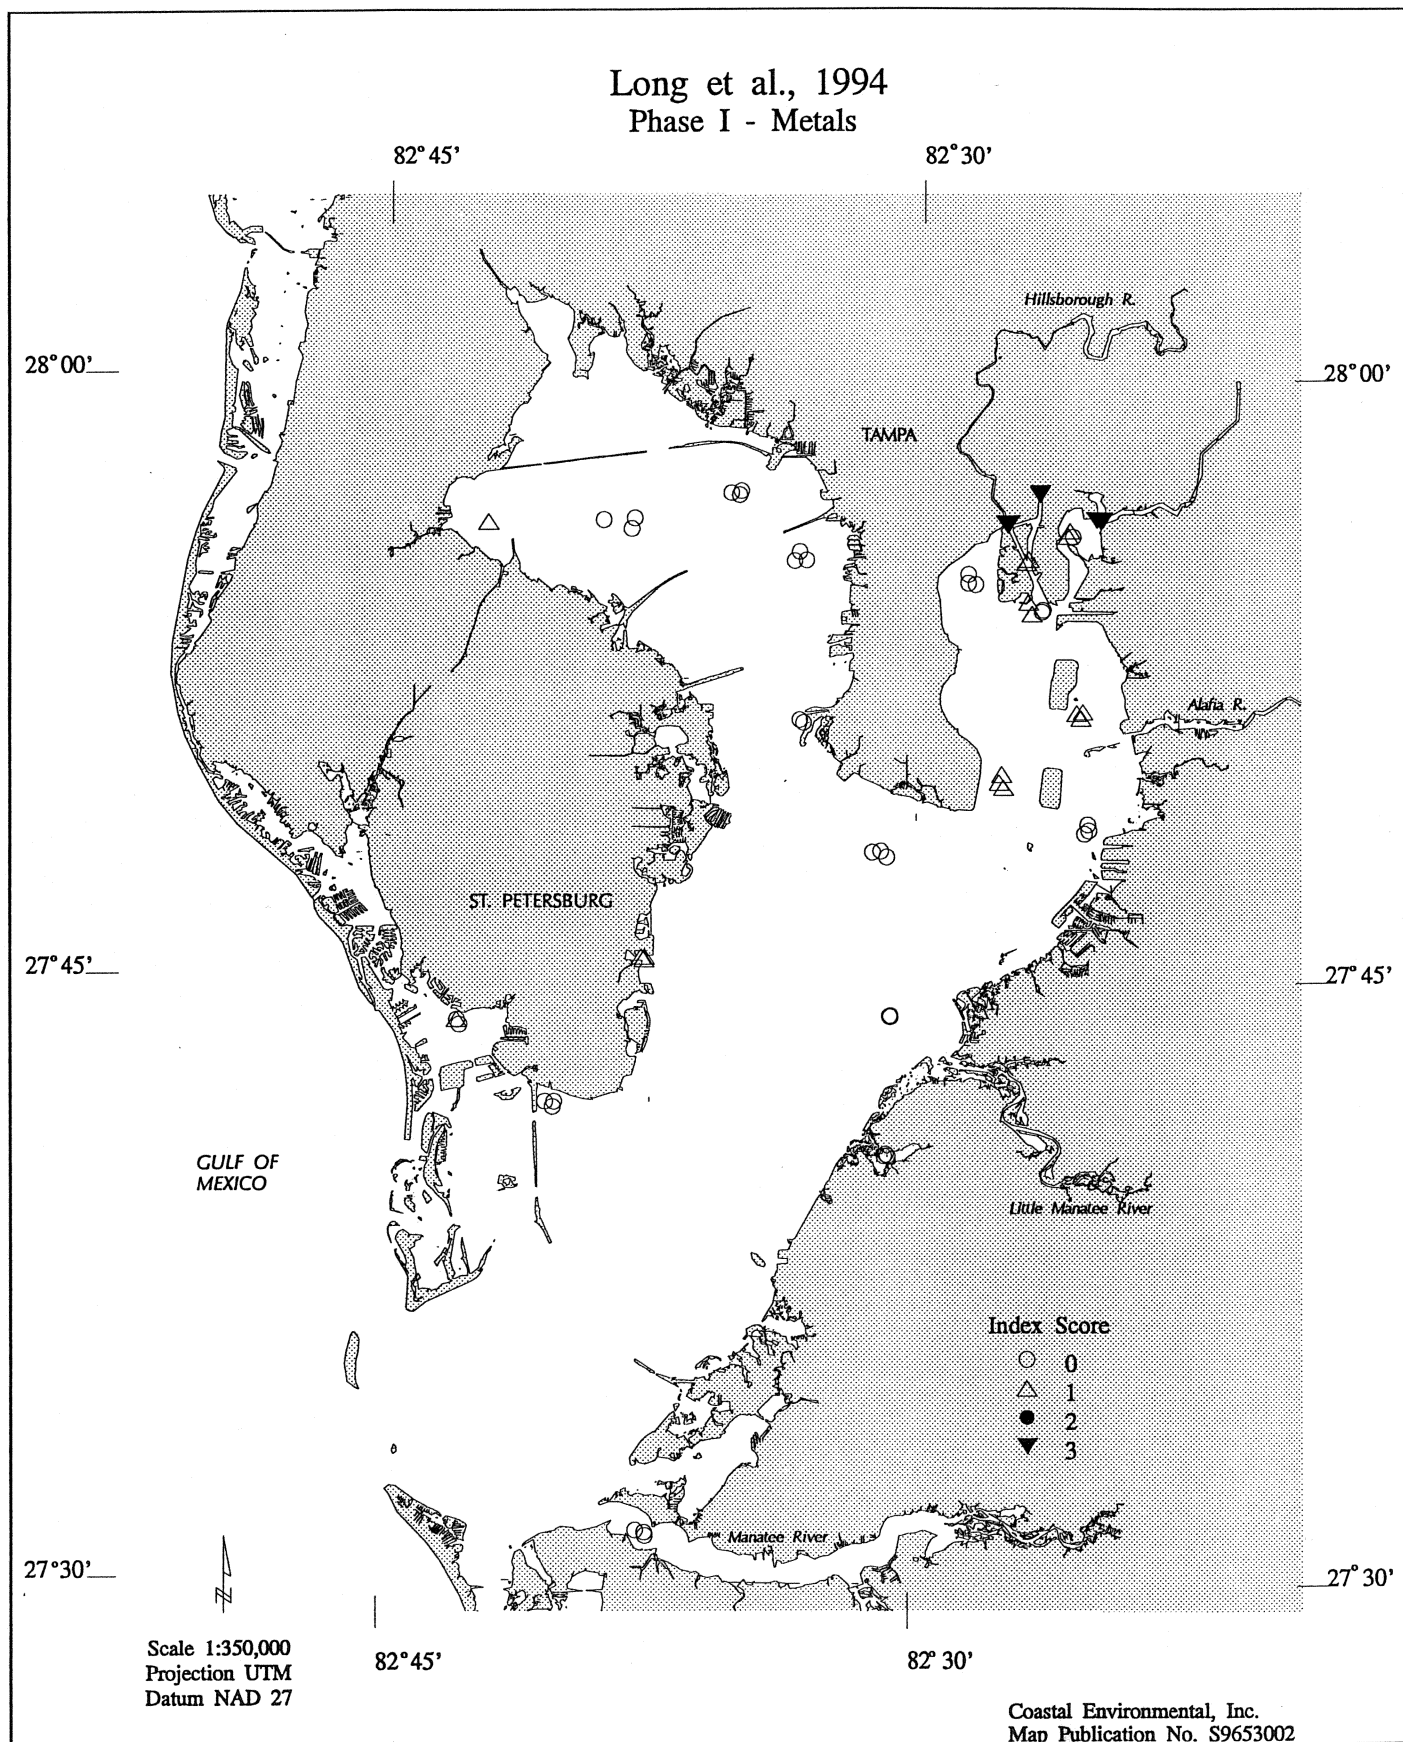 Long et al., 1994
Phase I - Metals
82°45'
82°30'
Hillsborough R.
28°00'
28°00'
TAMPA
Alafia R.
ST. PETERSBURG
27°45'
27°45'
GULF OF
MEXICO
Little Manatee River
Index Score
0
1
2
3
Manatee River
27°30'
27°30'
N
Scale 1:350,000
Projection UTM
Datum NAD 27
82°45'
82°30'
Coastal Environmental, Inc.
Map Publication No. S9653002